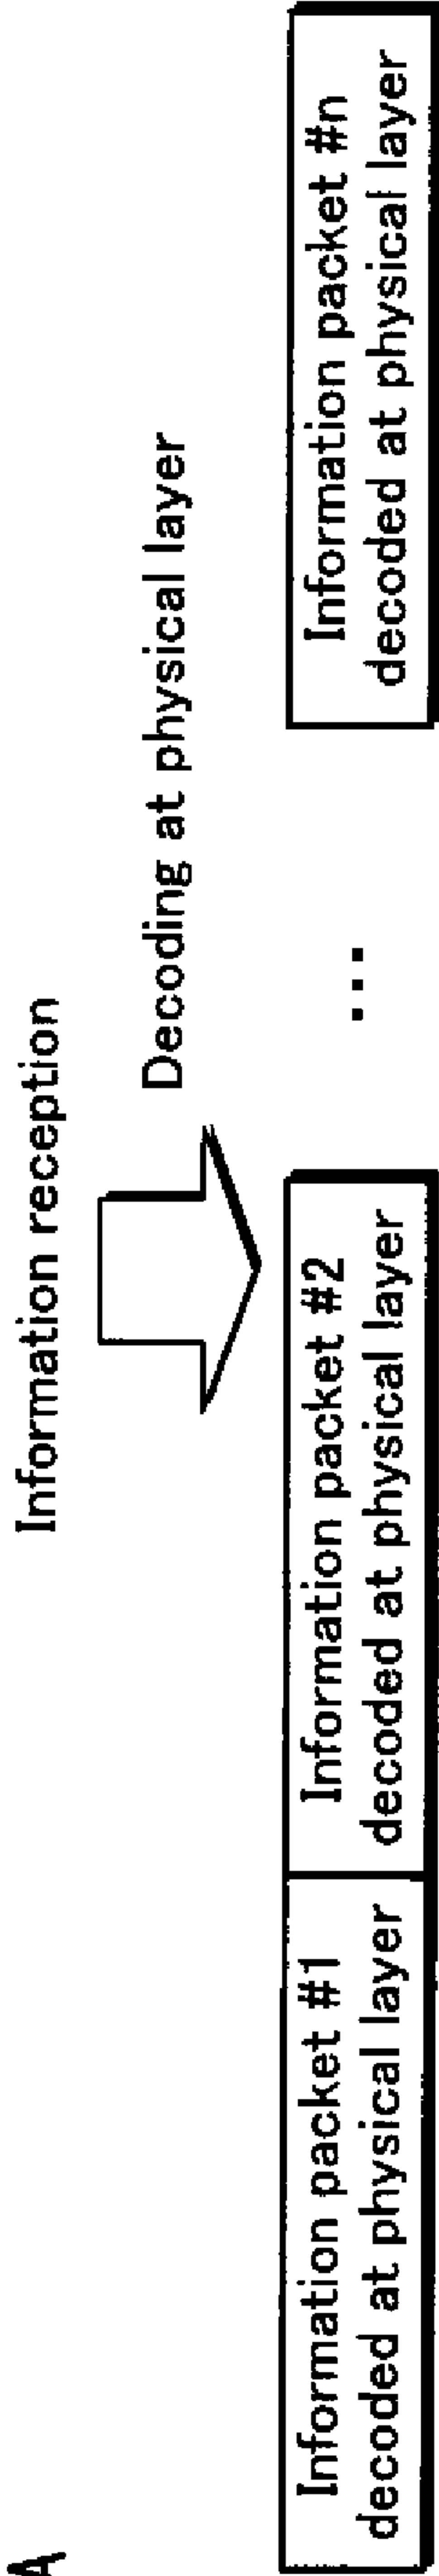 A
Information reception
Decoding at physical layer
Information packet #1
decoded at physical layer
Information packet #2
decoded at physical layer
...
Information packet #n
decoded at physical layer